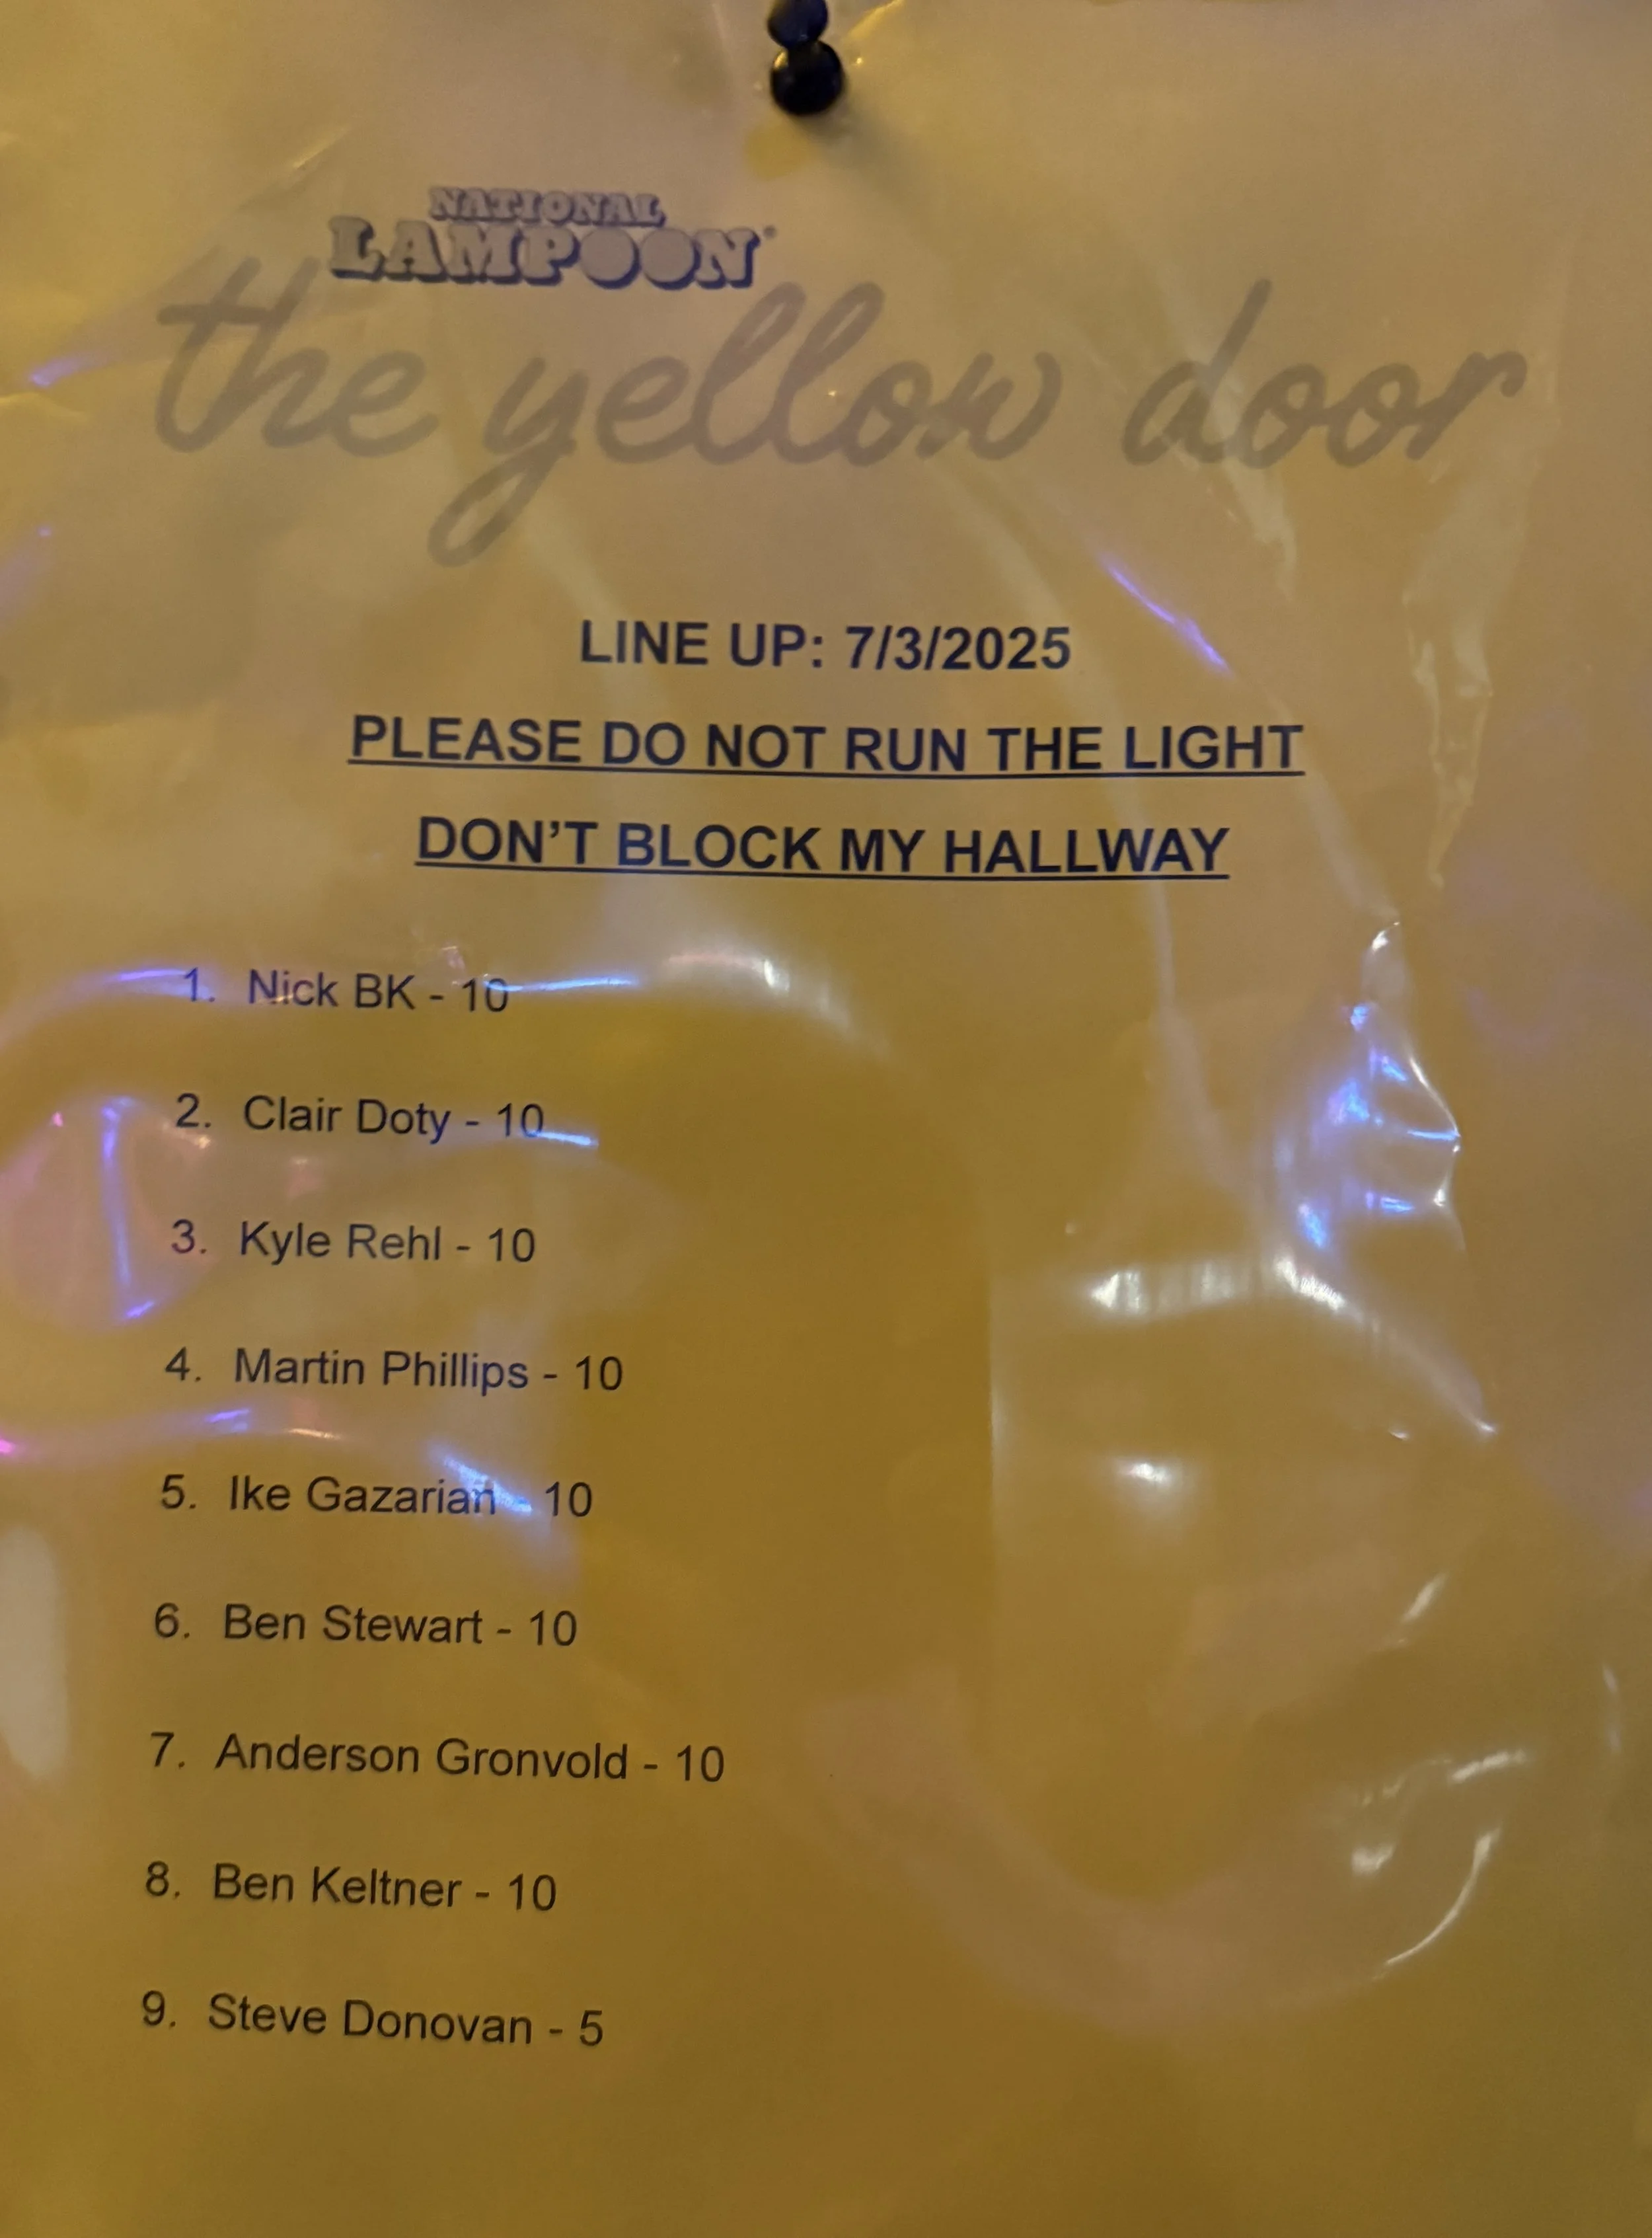 NATIONAL
LAMPOON®
the yellow door
LINE UP: 7/3/2025
PLEASE DO NOT RUN THE LIGHT
DON'T BLOCK MY HALLWAY
1. Nick BK - 10
2. Clair Doty - 10
3. Kyle Rehl - 10
4. Martin Phillips - 10
5. Ike Gazarian - 10
6. Ben Stewart - 10
7. Anderson Gronvold - 10
8. Ben Keltner - 10
9. Steve Donovan - 5